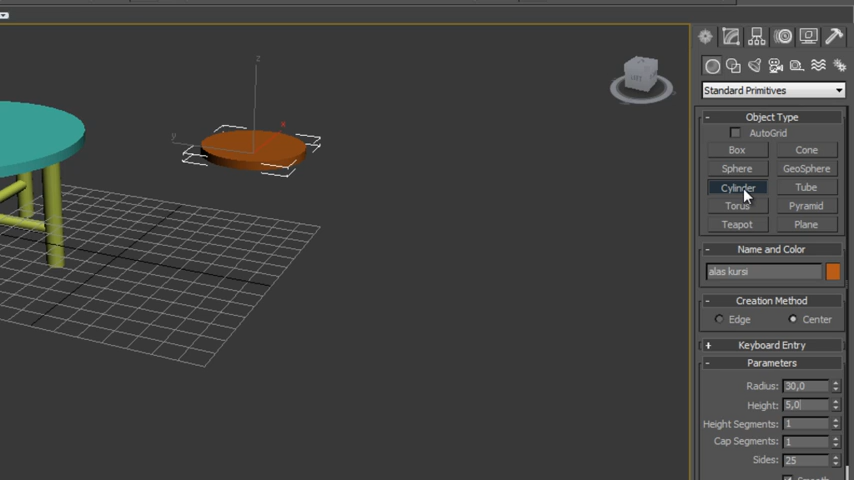 z
y
x
LEFT
Standard Primitives
- Object Type
AutoGrid
Box Cone
Sphere GeoSphere
Cylinder Tube
Torus Pyramid
Teapot Plane
- Name and Color
alas kursi
- Creation Method
Edge Center
+ Keyboard Entry
- Parameters
Radius: 30,0
Height: 5,0
Height Segments: 1
Cap Segments: 1
Sides: 25
Smooth